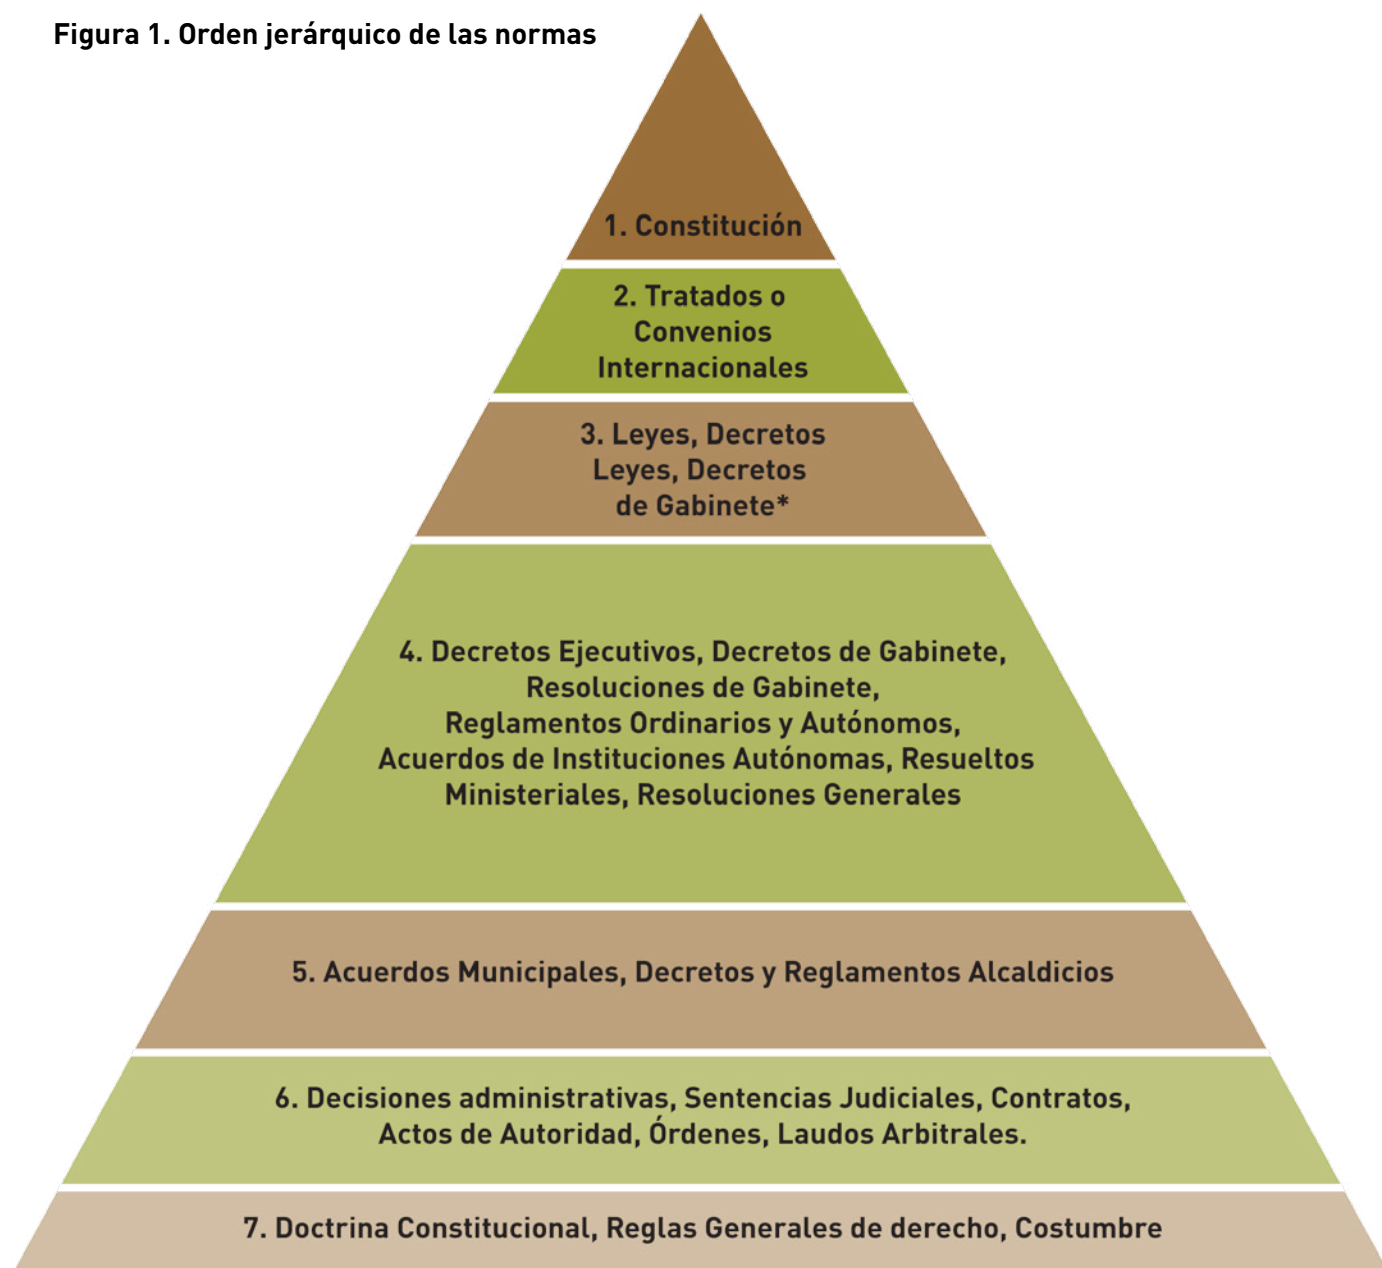 Figura 1. Orden jerárquico de las normas
1. Constitución
2. Tratados o
Convenios
Internacionales
3. Leyes, Decretos
Leyes, Decretos
de Gabinete*
4. Decretos Ejecutivos, Decretos de Gabinete,
Resoluciones de Gabinete,
Reglamentos Ordinarios y Autónomos,
Acuerdos de Instituciones Autónomas, Resueltos
Ministeriales, Resoluciones Generales
5. Acuerdos Municipales, Decretos y Reglamentos Alcaldicios
6. Decisiones administrativas, Sentencias Judiciales, Contratos,
Actos de Autoridad, Órdenes, Laudos Arbitrales.
7. Doctrina Constitucional, Reglas Generales de derecho, Costumbre